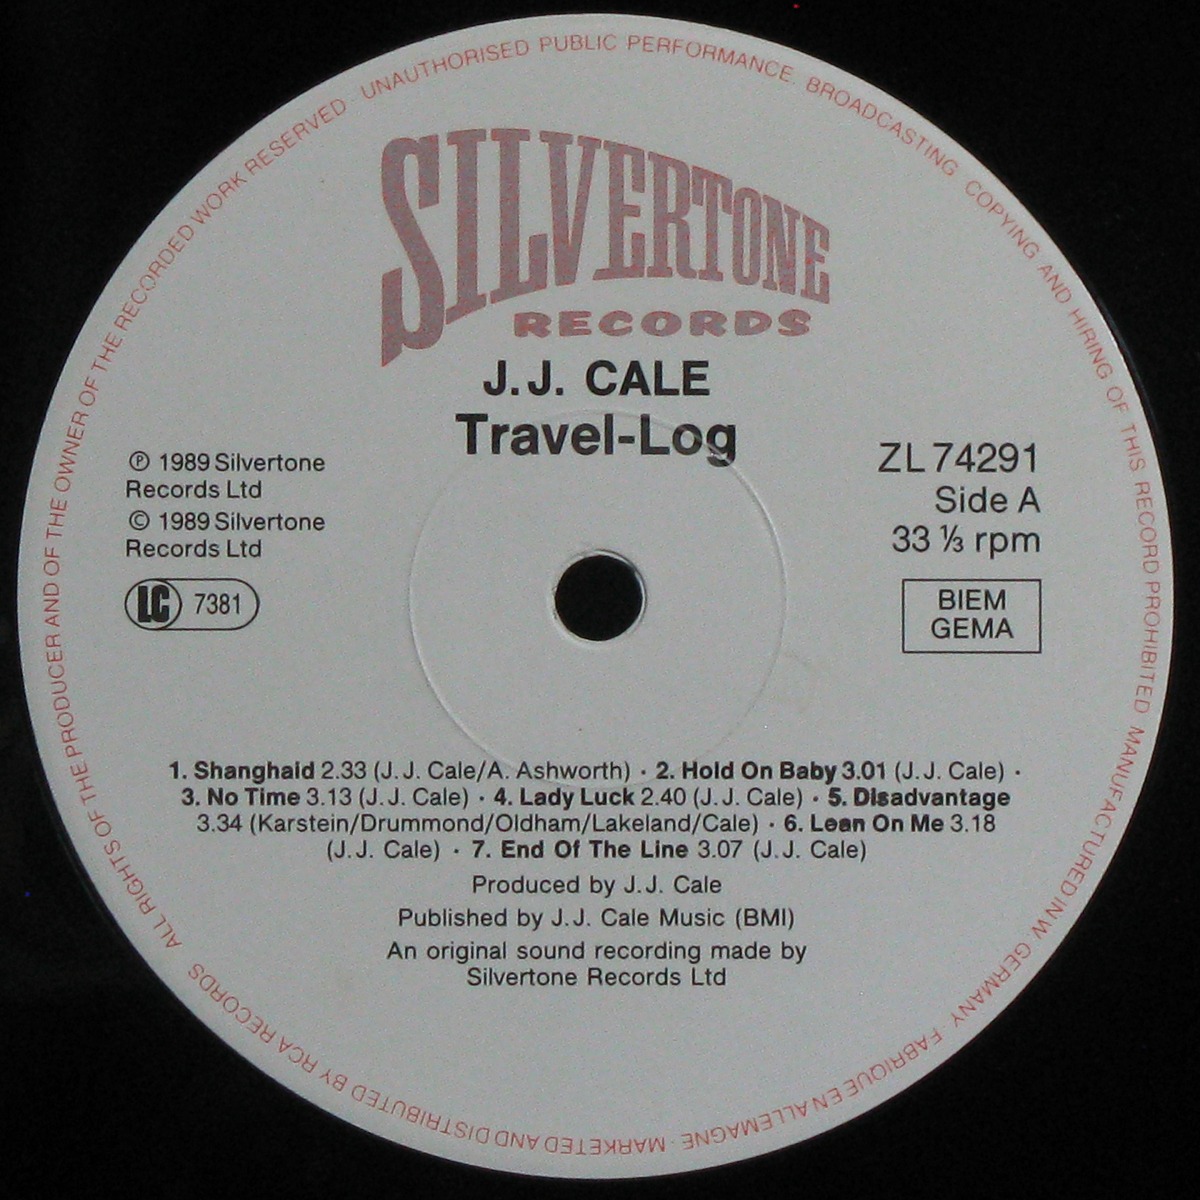 ALL RIGHTS OF THE PRODUCER AND OF THE OWNER OF THE RECORDED WORK RESERVED · UNAUTHORISED PUBLIC PERFORMANCE. BROADCASTING COPYING AND HIRING OF THIS RECORD PROHIBITED MANUFACTURED IN W. GERMANY FABRIQUE EN ALLEMAGNE · MARKETED AND DISTRIBUTED BY RCA RECORDS
SILVERTONE
RECORDS
J.J. CALE
Travel-Log
℗ 1989 Silvertone
Records Ltd
© 1989 Silvertone
Records Ltd
LC 7381
ZL 74291
Side A
33 ⅓ rpm
BIEM
GEMA
1. Shanghaid 2.33 (J.J. Cale/A. Ashworth) · 2. Hold On Baby 3.01 (J.J. Cale) ·
3. No Time 3.13 (J.J. Cale) · 4. Lady Luck 2.40 (J.J. Cale) · 5. Disadvantage
3.34 (Karstein/Drummond/Oldham/Lakeland/Cale) · 6. Lean On Me 3.18
(J.J. Cale) · 7. End Of The Line 3.07 (J.J. Cale)
Produced by J.J. Cale
Published by J.J. Cale Music (BMI)
An original sound recording made by
Silvertone Records Ltd